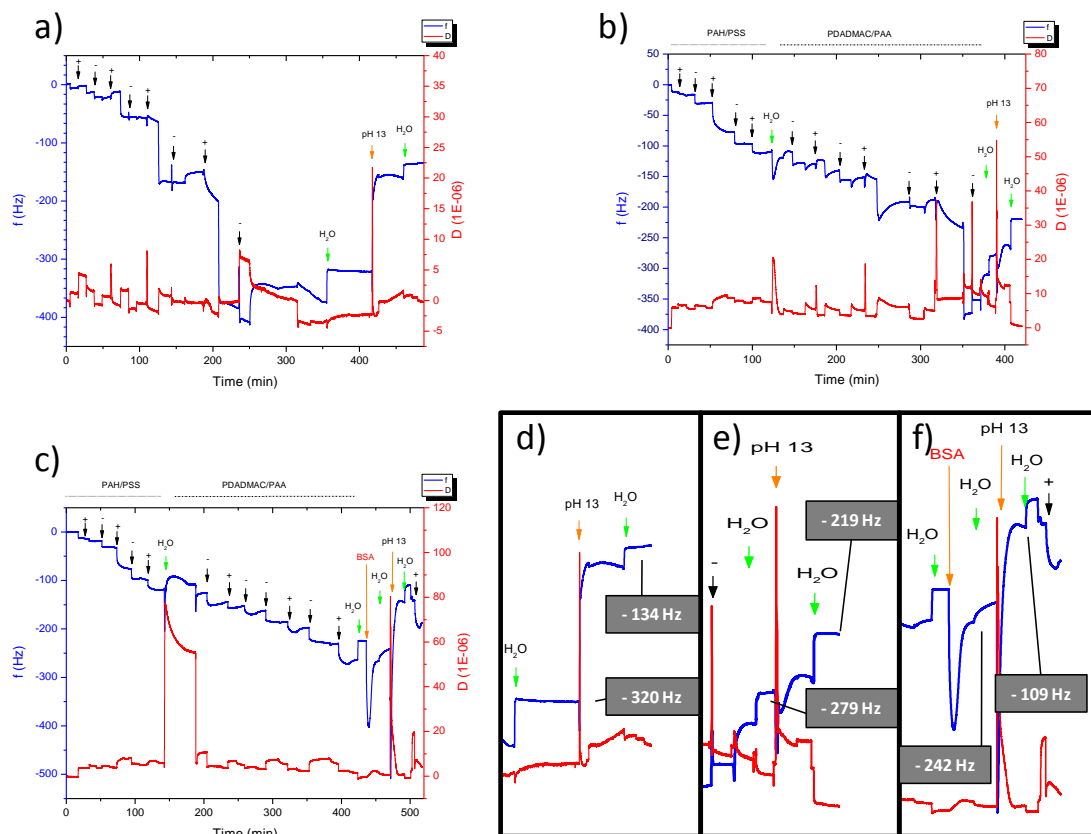 a)
f
D
+ - + - + - + -
H2O
pH 13
H2O
0
-100
-200
-300
-400
f (Hz)
40
35
30
25
20
15
10
5
0
-5
D (1E-06)
0 100 200 300 400
Time (min)
b)
PAH/PSS
PDADMAC/PAA
f
D
+ - + - + H2O - + - + - + -
H2O
pH 13
H2O
50
0
-50
-100
-150
-200
-250
-300
-350
-400
f (Hz)
80
70
60
50
40
30
20
10
0
D (1E-06)
0 100 200 300 400
Time (min)
c)
PAH/PSS
PDADMAC/PAA
f
D
+ - + - + H2O - + - - + - +
H2O
BSA
H2O
pH 13
H2O
+
0
-100
-200
-300
-400
-500
f (Hz)
120
100
80
60
40
20
0
D (1E-06)
0 100 200 300 400 500
Time (min)
d)
pH 13
H2O
H2O
- 134 Hz
- 320 Hz
e)
pH 13
H2O
-
H2O
- 219 Hz
- 279 Hz
f)
pH 13
BSA
H2O
H2O
+
H2O
- 109 Hz
- 242 Hz